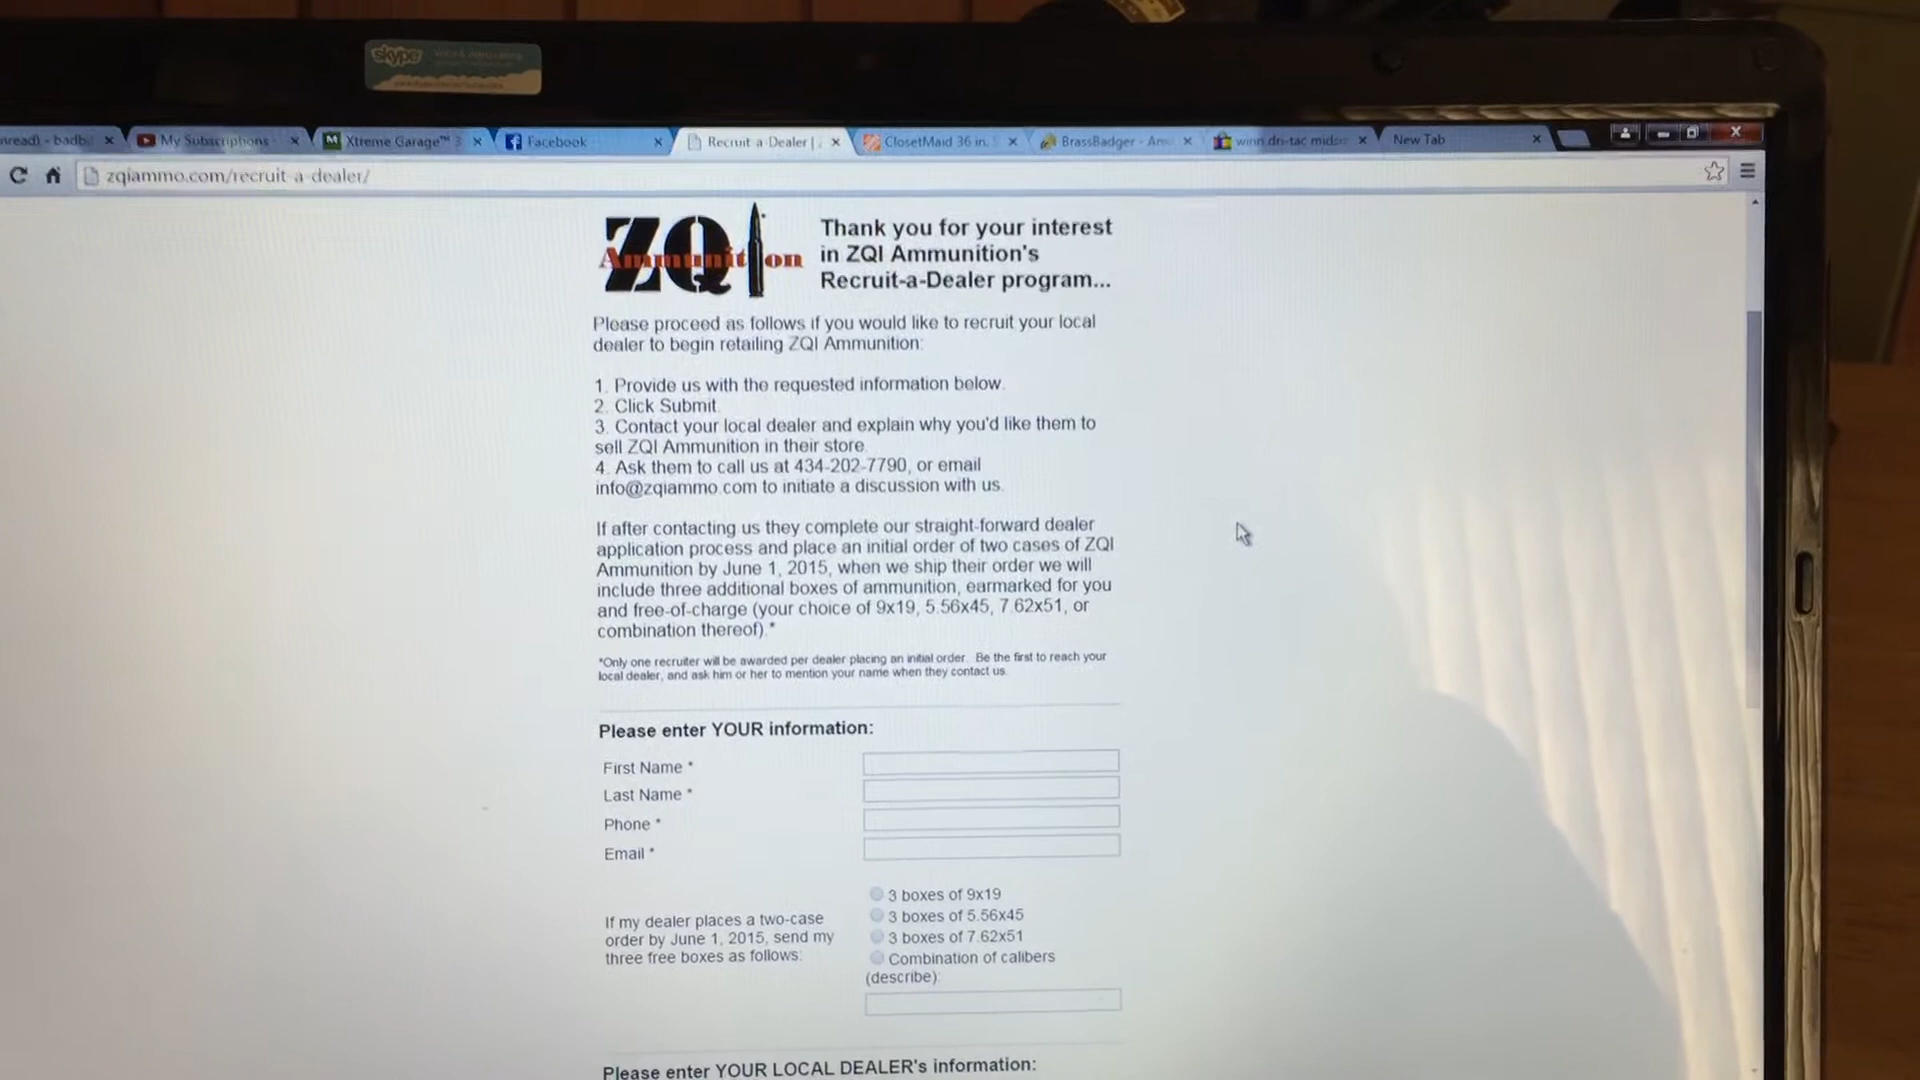 skype
nread) - badb
My Subscriptions -
Xtreme Garage™ 3
Facebook
Recruit-a-Dealer |
ClosetMaid 36 in.
BrassBadger - Am
winn dri-tac mids
New Tab
zqiammo.com/recruit-a-dealer/
ZQI
Ammunition
Thank you for your interest
in ZQI Ammunition's
Recruit-a-Dealer program...
Please proceed as follows if you would like to recruit your local
dealer to begin retailing ZQI Ammunition:
1. Provide us with the requested information below.
2. Click Submit.
3. Contact your local dealer and explain why you'd like them to
sell ZQI Ammunition in their store.
4. Ask them to call us at 434-202-7790, or email
info@zqiammo.com to initiate a discussion with us.
If after contacting us they complete our straight-forward dealer
application process and place an initial order of two cases of ZQI
Ammunition by June 1, 2015, when we ship their order we will
include three additional boxes of ammunition, earmarked for you
and free-of-charge (your choice of 9x19, 5.56x45, 7.62x51, or
combination thereof).*
*Only one recruiter will be awarded per dealer placing an initial order. Be the first to reach your
local dealer, and ask him or her to mention your name when they contact us.
Please enter YOUR information:
First Name *
Last Name *
Phone *
Email *
If my dealer places a two-case
order by June 1, 2015, send my
three free boxes as follows:
3 boxes of 9x19
3 boxes of 5.56x45
3 boxes of 7.62x51
Combination of calibers
(describe):
Please enter YOUR LOCAL DEALER's information: